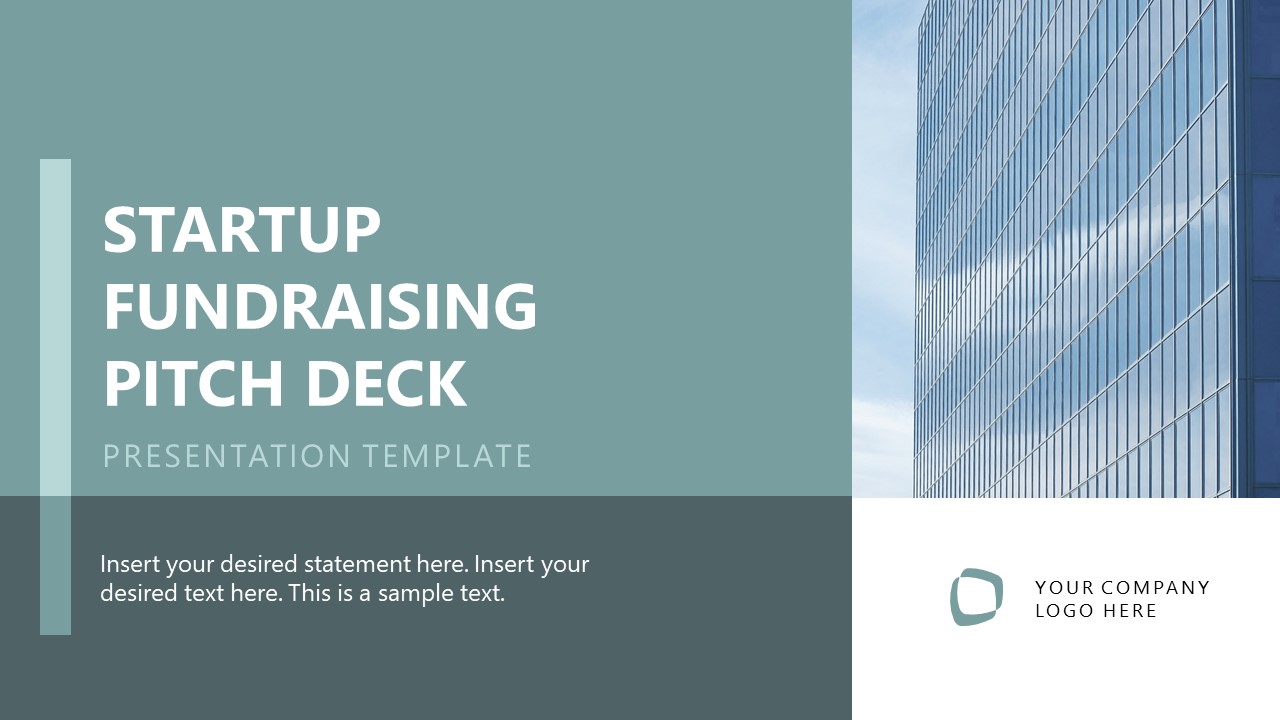 STARTUP
FUNDRAISING
PITCH DECK
PRESENTATION TEMPLATE
Insert your desired statement here. Insert your
desired text here. This is a sample text.
YOUR COMPANY
LOGO HERE